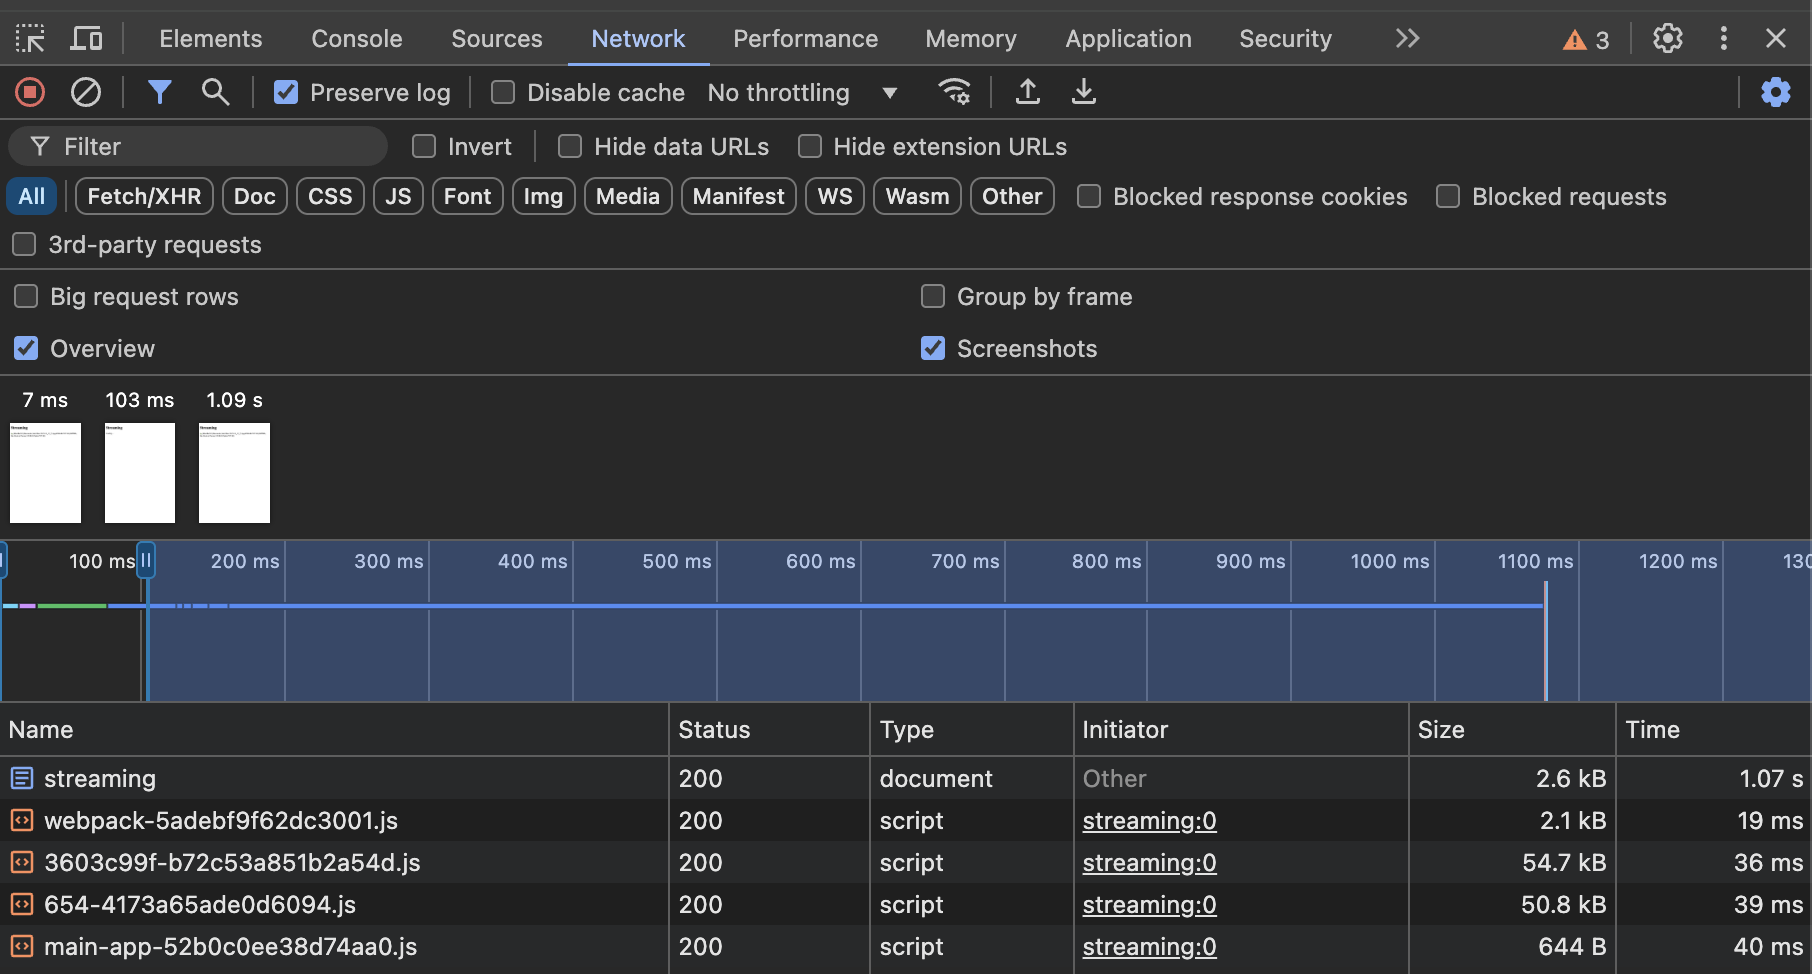 Elements Console Sources Network Performance Memory Application Security 3
Preserve log Disable cache No throttling
Filter Invert Hide data URLs Hide extension URLs
All Fetch/XHR Doc CSS JS Font Img Media Manifest WS Wasm Other Blocked response cookies Blocked requests
3rd-party requests
Big request rows Group by frame
Overview Screenshots
7 ms 103 ms 1.09 s
Streaming Streaming Streaming
100 ms 200 ms 300 ms 400 ms 500 ms 600 ms 700 ms 800 ms 900 ms 1000 ms 1100 ms 1200 ms 130
Name Status Type Initiator Size Time
streaming 200 document Other 2.6 kB 1.07 s
webpack-5adebf9f62dc3001.js 200 script streaming:0 2.1 kB 19 ms
3603c99f-b72c53a851b2a54d.js 200 script streaming:0 54.7 kB 36 ms
654-4173a65ade0d6094.js 200 script streaming:0 50.8 kB 39 ms
main-app-52b0c0ee38d74aa0.js 200 script streaming:0 644 B 40 ms